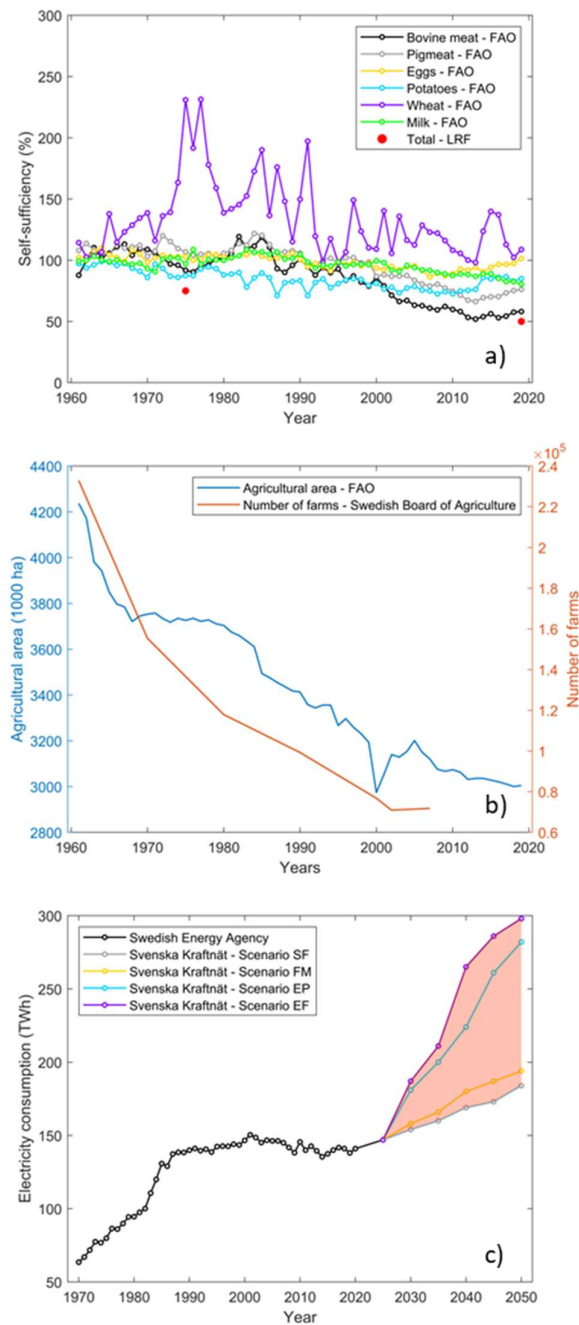 300
250
200
150
100
50
0
Self-sufficiency (%)
Bovine meat - FAO
Pigmeat - FAO
Eggs - FAO
Potatoes - FAO
Wheat - FAO
Milk - FAO
Total - LRF
a)
1960 1970 1980 1990 2000 2010 2020
Year
×10⁵
4400
4200
4000
3800
3600
3400
3200
3000
2800
Agricultural area (1000 ha)
Agricultural area - FAO
Number of farms - Swedish Board of Agriculture
2.4
2.2
2
1.8
1.6
1.4
1.2
1
0.8
0.6
Number of farms
b)
1960 1970 1980 1990 2000 2010 2020
Years
300
250
200
150
100
50
Electricity consumption (TWh)
Swedish Energy Agency
Svenska Kraftnät - Scenario SF
Svenska Kraftnät - Scenario FM
Svenska Kraftnät - Scenario EP
Svenska Kraftnät - Scenario EF
c)
1970 1980 1990 2000 2010 2020 2030 2040 2050
Year